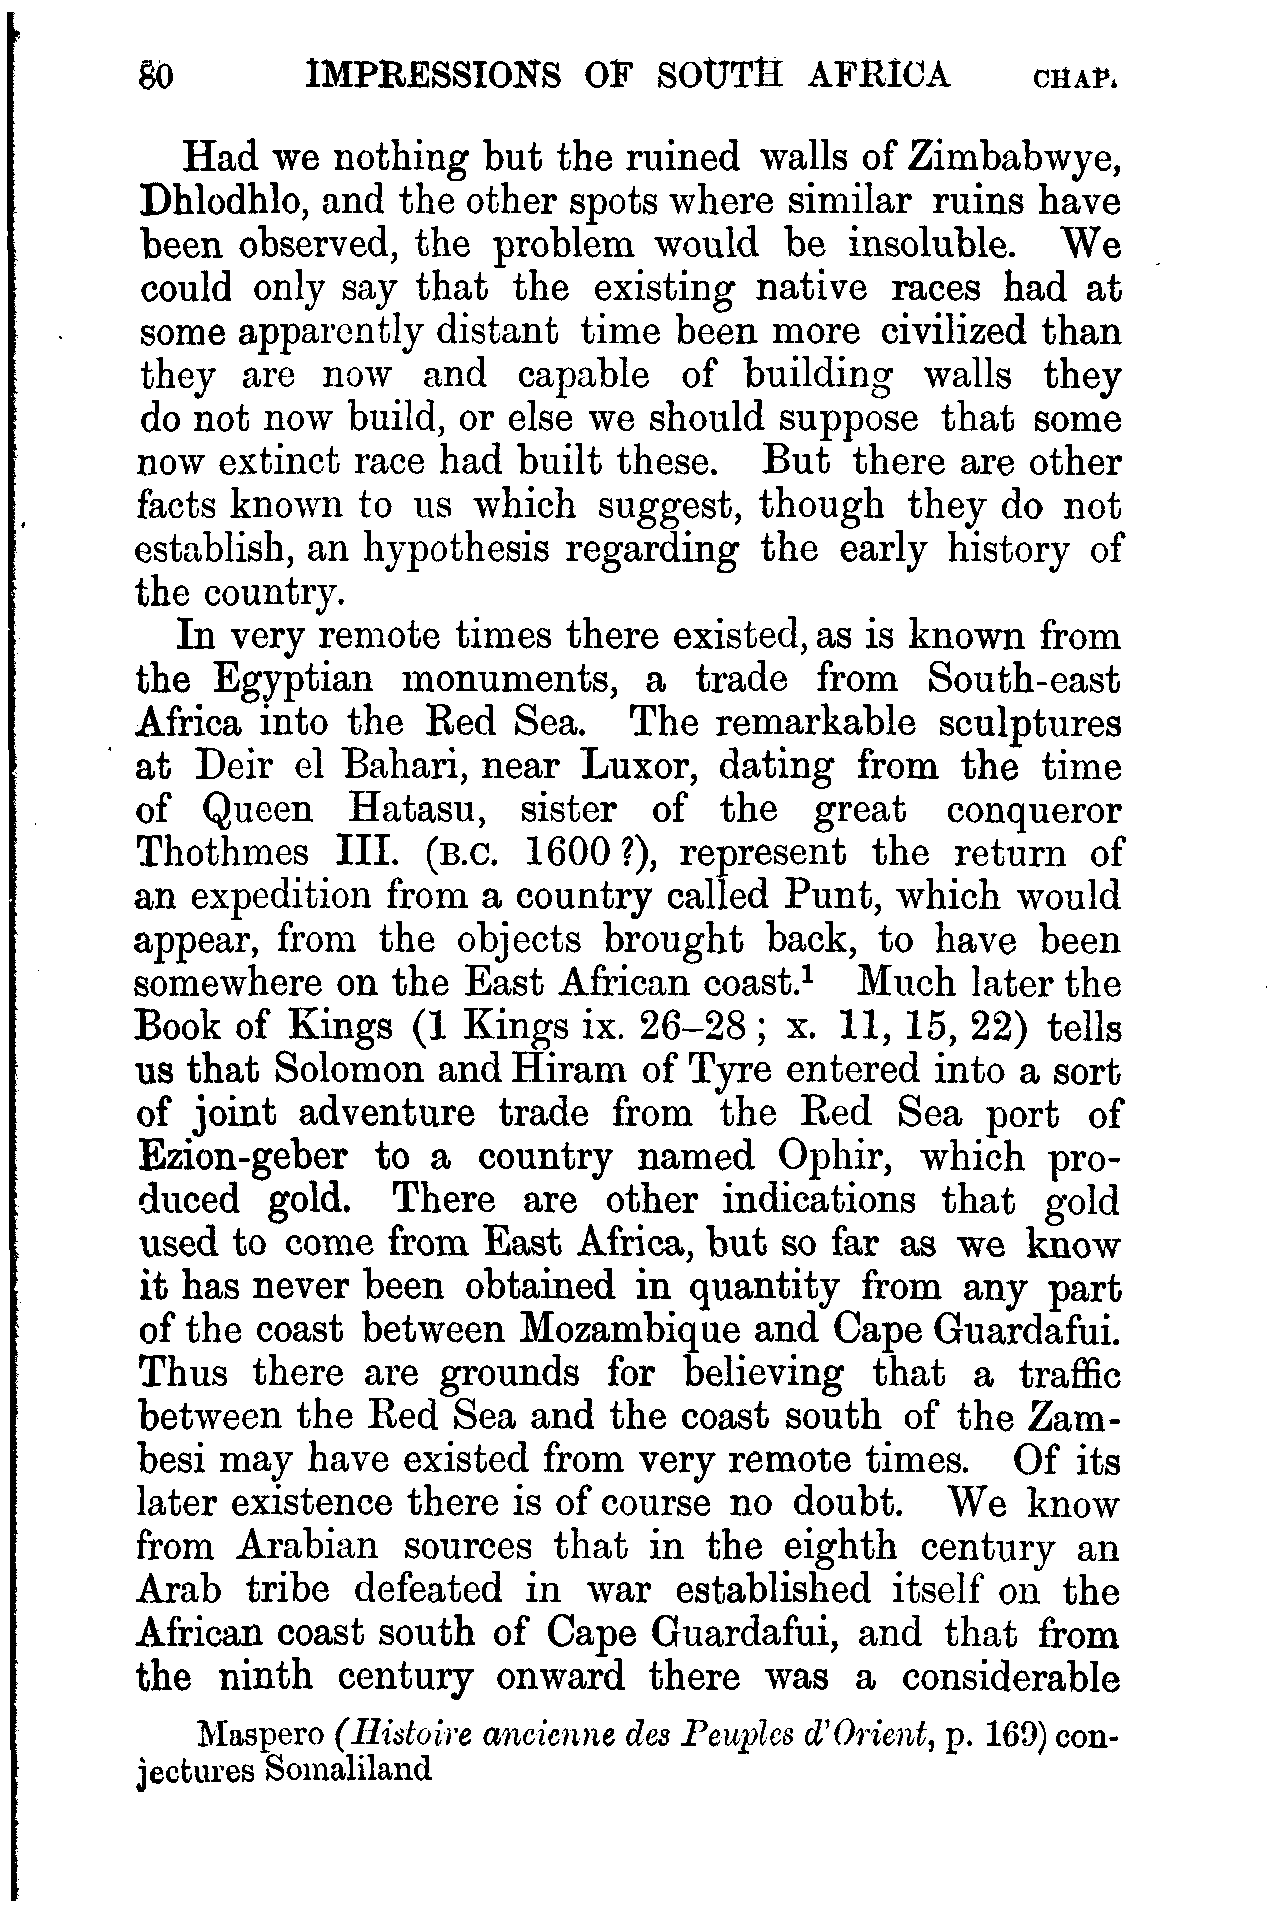 80 IMPRESSIONS OF SOUTH AFRICA CHAP.
Had we nothing but the ruined walls of Zimbabwye,
Dhlodhlo, and the other spots where similar ruins have
been observed, the problem would be insoluble. We
could only say that the existing native races had at
some apparently distant time been more civilized than
they are now and capable of building walls they
do not now build, or else we should suppose that some
now extinct race had built these. But there are other
facts known to us which suggest, though they do not
establish, an hypothesis regarding the early history of
the country.
In very remote times there existed, as is known from
the Egyptian monuments, a trade from South-east
Africa into the Red Sea. The remarkable sculptures
at Deir el Bahari, near Luxor, dating from the time
of Queen Hatasu, sister of the great conqueror
Thothmes III. (B.C. 1600 ?), represent the return of
an expedition from a country called Punt, which would
appear, from the objects brought back, to have been
somewhere on the East African coast.¹ Much later the
Book of Kings (1 Kings ix. 26–28 ; x. 11, 15, 22) tells
us that Solomon and Hiram of Tyre entered into a sort
of joint adventure trade from the Red Sea port of
Ezion-geber to a country named Ophir, which pro-
duced gold. There are other indications that gold
used to come from East Africa, but so far as we know
it has never been obtained in quantity from any part
of the coast between Mozambique and Cape Guardafui.
Thus there are grounds for believing that a traffic
between the Red Sea and the coast south of the Zam-
besi may have existed from very remote times. Of its
later existence there is of course no doubt. We know
from Arabian sources that in the eighth century an
Arab tribe defeated in war established itself on the
African coast south of Cape Guardafui, and that from
the ninth century onward there was a considerable
Maspero (Histoire ancienne des Peuples d'Orient, p. 169) con-
jectures Somaliland